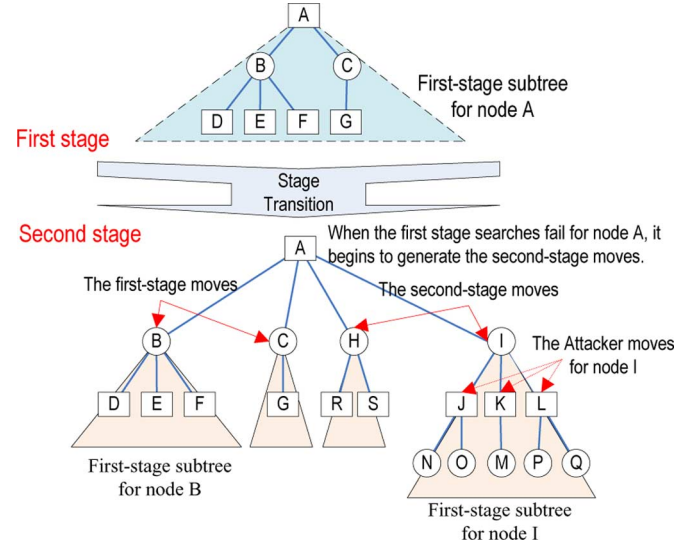 A
B
C
First-stage subtree
for node A
D
E
F
G
First stage
Stage
Transition
Second stage
A
When the first stage searches fail for node A, it
begins to generate the second-stage moves.
The first-stage moves
The second-stage moves
B
C
H
I
The Attacker moves
for node I
D
E
F
G
R
S
J
K
L
N
O
M
P
Q
First-stage subtree
for node B
First-stage subtree
for node I